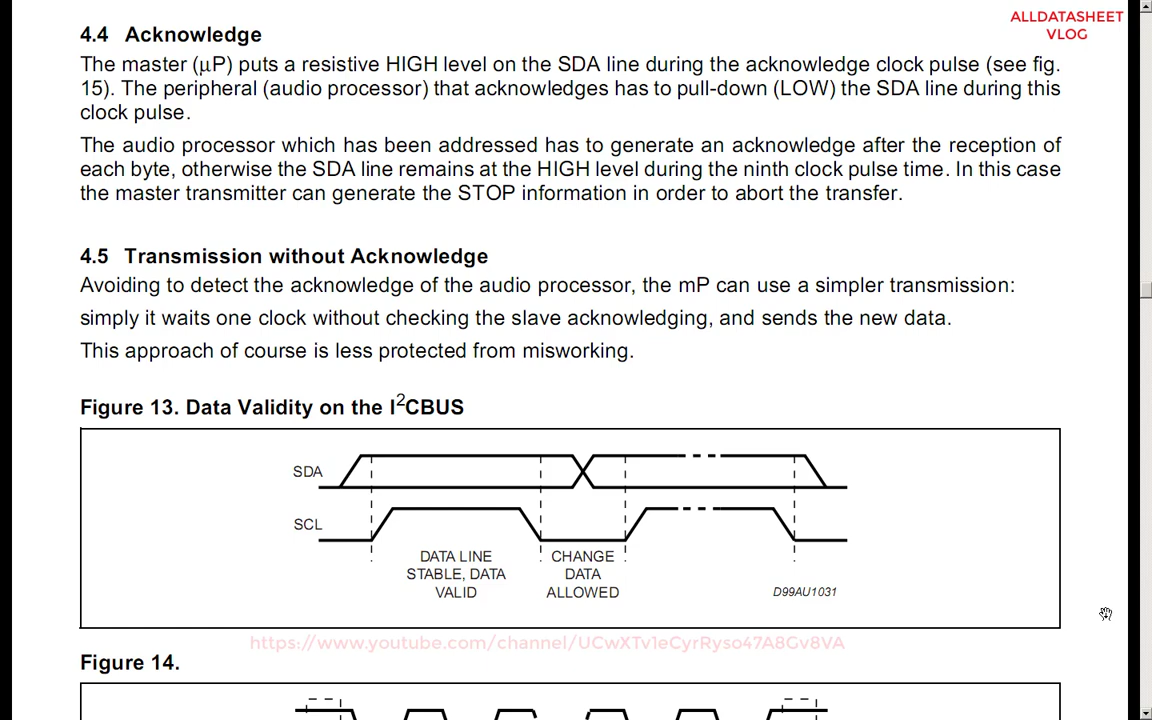 ALLDATASHEET
VLOG
4.4 Acknowledge
The master (μP) puts a resistive HIGH level on the SDA line during the acknowledge clock pulse (see fig.
15). The peripheral (audio processor) that acknowledges has to pull-down (LOW) the SDA line during this
clock pulse.
The audio processor which has been addressed has to generate an acknowledge after the reception of
each byte, otherwise the SDA line remains at the HIGH level during the ninth clock pulse time. In this case
the master transmitter can generate the STOP information in order to abort the transfer.
4.5 Transmission without Acknowledge
Avoiding to detect the acknowledge of the audio processor, the mP can use a simpler transmission:
simply it waits one clock without checking the slave acknowledging, and sends the new data.
This approach of course is less protected from misworking.
Figure 13. Data Validity on the I²CBUS
SDA
SCL
DATA LINE
STABLE, DATA
VALID
CHANGE
DATA
ALLOWED
D99AU1031
https://www.youtube.com/channel/UCwXTv1eCyrRyso47A8Gv8VA
Figure 14.